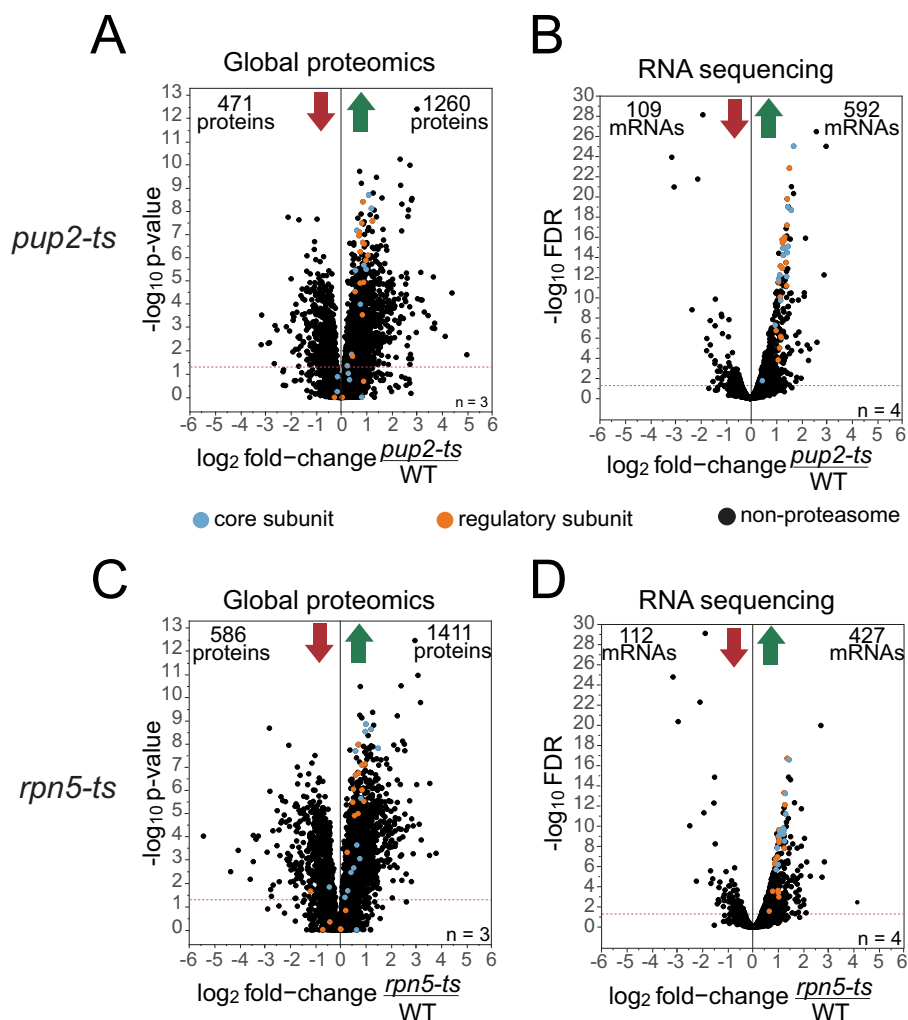 A
Global proteomics
471
proteins
1260
proteins
13
12
11
10
9
8
7
6
5
4
3
2
1
0
-log10 p-value
pup2-ts
n = 3
-6 -5 -4 -3 -2 -1 0 1 2 3 4 5 6
log2 fold−change pup2-ts
WT
B
RNA sequencing
109
mRNAs
592
mRNAs
30
28
26
24
22
20
18
16
14
12
10
8
6
4
2
0
-log10 FDR
n = 4
-6 -5 -4 -3 -2 -1 0 1 2 3 4 5 6
log2 fold−change pup2-ts
WT
core subunit
regulatory subunit
non-proteasome
C
Global proteomics
586
proteins
1411
proteins
13
12
11
10
9
8
7
6
5
4
3
2
1
0
-log10 p-value
rpn5-ts
n = 3
-6 -5 -4 -3 -2 -1 0 1 2 3 4 5 6
log2 fold−change rpn5-ts
WT
D
RNA sequencing
112
mRNAs
427
mRNAs
30
28
26
24
22
20
18
16
14
12
10
8
6
4
2
0
-log10 FDR
n = 4
-6 -5 -4 -3 -2 -1 0 1 2 3 4 5 6
log2 fold−change rpn5-ts
WT